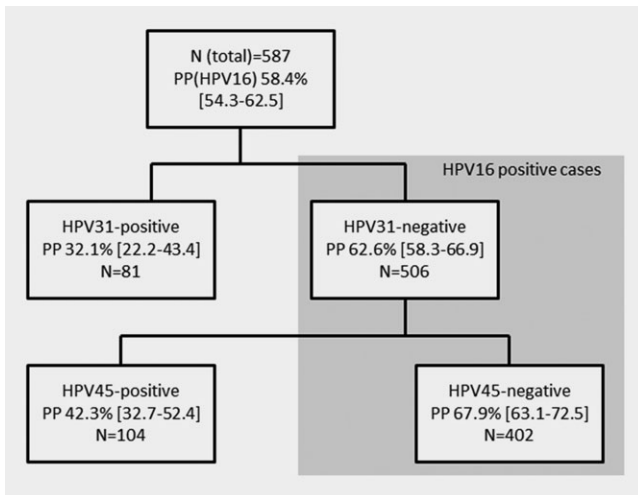 N (total)=587
PP(HPV16) 58.4%
[54.3-62.5]
HPV16 positive cases
HPV31-positive
PP 32.1% [22.2-43.4]
N=81
HPV31-negative
PP 62.6% [58.3-66.9]
N=506
HPV45-positive
PP 42.3% [32.7-52.4]
N=104
HPV45-negative
PP 67.9% [63.1-72.5]
N=402